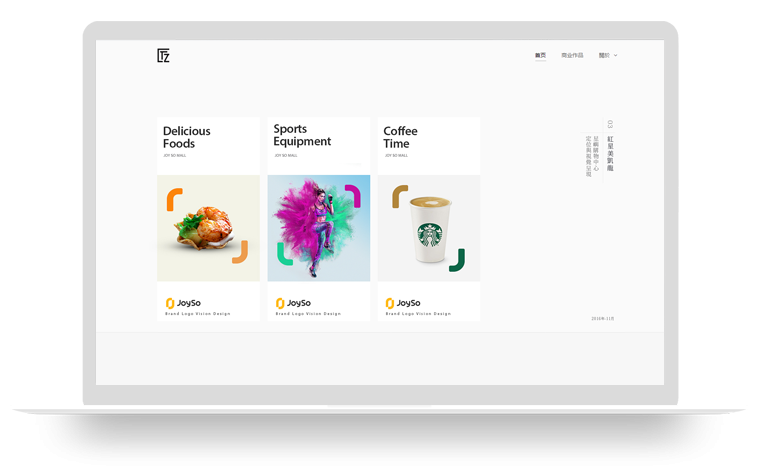 TZ
首页
商业作品
關於
Delicious
Foods
JOY SO MALL
Sports
Equipment
JOY SO MALL
Coffee
Time
JOY SO MALL
03
紅星美凱龍
JoySo
Brand Logo Vision Design
JoySo
Brand Logo Vision Design
JoySo
Brand Logo Vision Design
2018年-11月